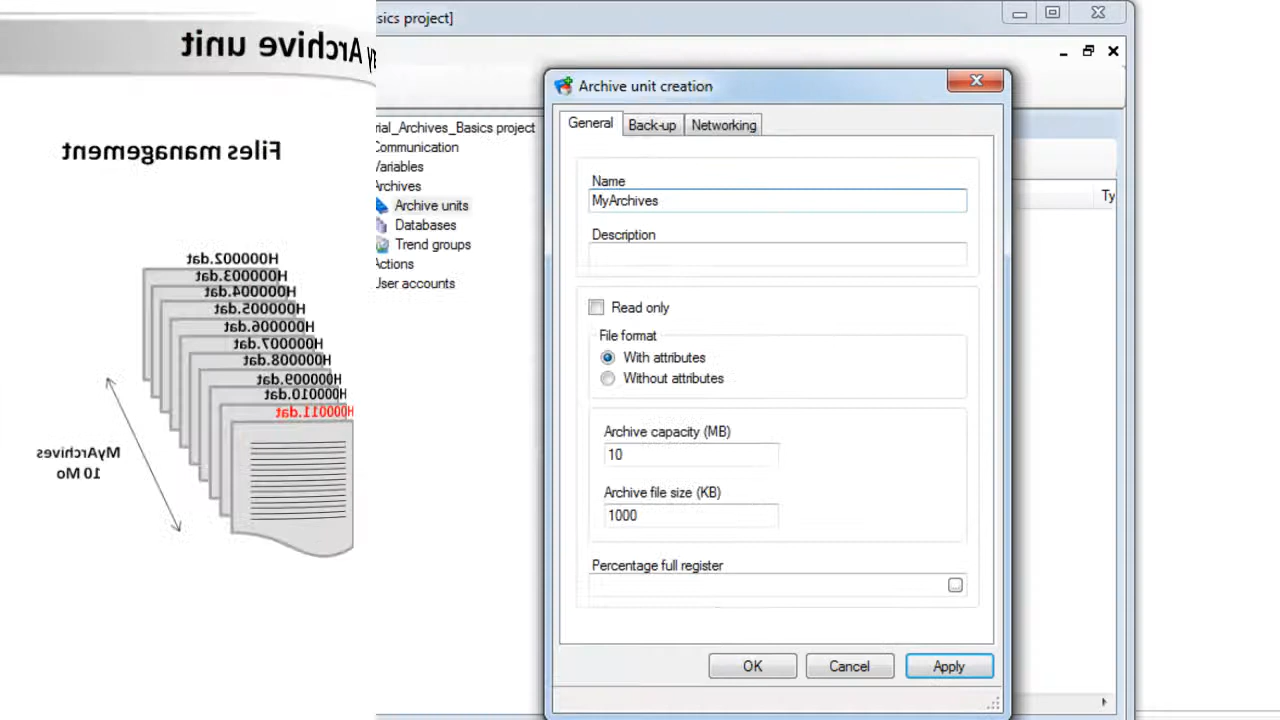 My Archive unit
Files management
H000002.dat
H000003.dat
H000004.dat
H000005.dat
H000006.dat
H000007.dat
H000008.dat
H000009.dat
H000010.dat
H000011.dat
MyArchives
10 Mo
sics project]
Archive unit creation
General
Back-up
Networking
rial_Archives_Basics project
Communication
Variables
Archives
Archive units
Databases
Trend groups
Actions
User accounts
Ty
Name
MyArchives
Description
Read only
File format
With attributes
Without attributes
Archive capacity (MB)
10
Archive file size (KB)
1000
Percentage full register
OK
Cancel
Apply